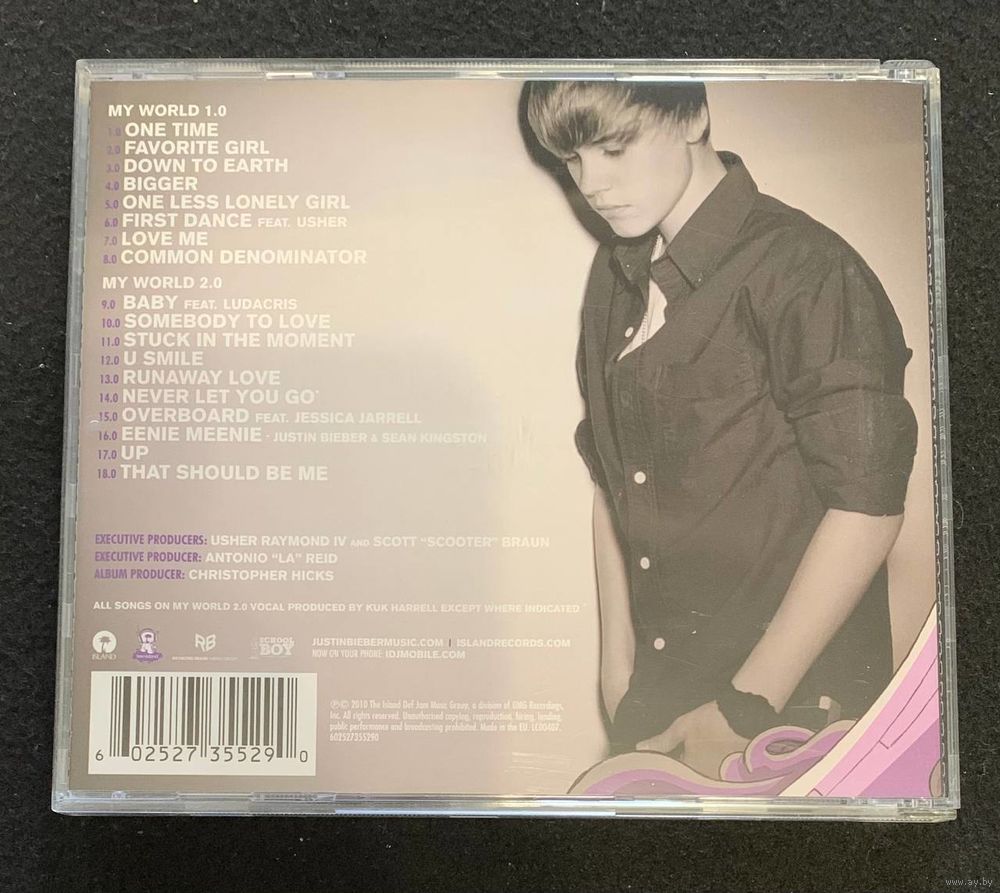 MY WORLD 1.0
1.0 ONE TIME
2.0 FAVORITE GIRL
3.0 DOWN TO EARTH
4.0 BIGGER
5.0 ONE LESS LONELY GIRL
6.0 FIRST DANCE FEAT. USHER
7.0 LOVE ME
8.0 COMMON DENOMINATOR
MY WORLD 2.0
9.0 BABY FEAT. LUDACRIS
10.0 SOMEBODY TO LOVE
11.0 STUCK IN THE MOMENT
12.0 U SMILE
13.0 RUNAWAY LOVE
14.0 NEVER LET YOU GO*
15.0 OVERBOARD FEAT. JESSICA JARRELL
16.0 EENIE MEENIE - JUSTIN BIEBER & SEAN KINGSTON
17.0 UP
18.0 THAT SHOULD BE ME
EXECUTIVE PRODUCERS: USHER RAYMOND IV AND SCOTT "SCOOTER" BRAUN
EXECUTIVE PRODUCER: ANTONIO "LA" REID
ALBUM PRODUCER: CHRISTOPHER HICKS
ALL SONGS ON MY WORLD 2.0 VOCAL PRODUCED BY KUK HARRELL EXCEPT WHERE INDICATED *
ISLAND
RB
SCHOOL BOY
JUSTINBIEBERMUSIC.COM | ISLANDRECORDS.COM
NOW ON YOUR PHONE: IDJMOBILE.COM
℗© 2010 The Island Def Jam Music Group, a division of UMG Recordings,
Inc. All rights reserved. Unauthorised copying, reproduction, hiring, lending,
public performance and broadcasting prohibited. Made in the EU. LC00407.
602527355290
6 02527 35529 0
www.ay.by